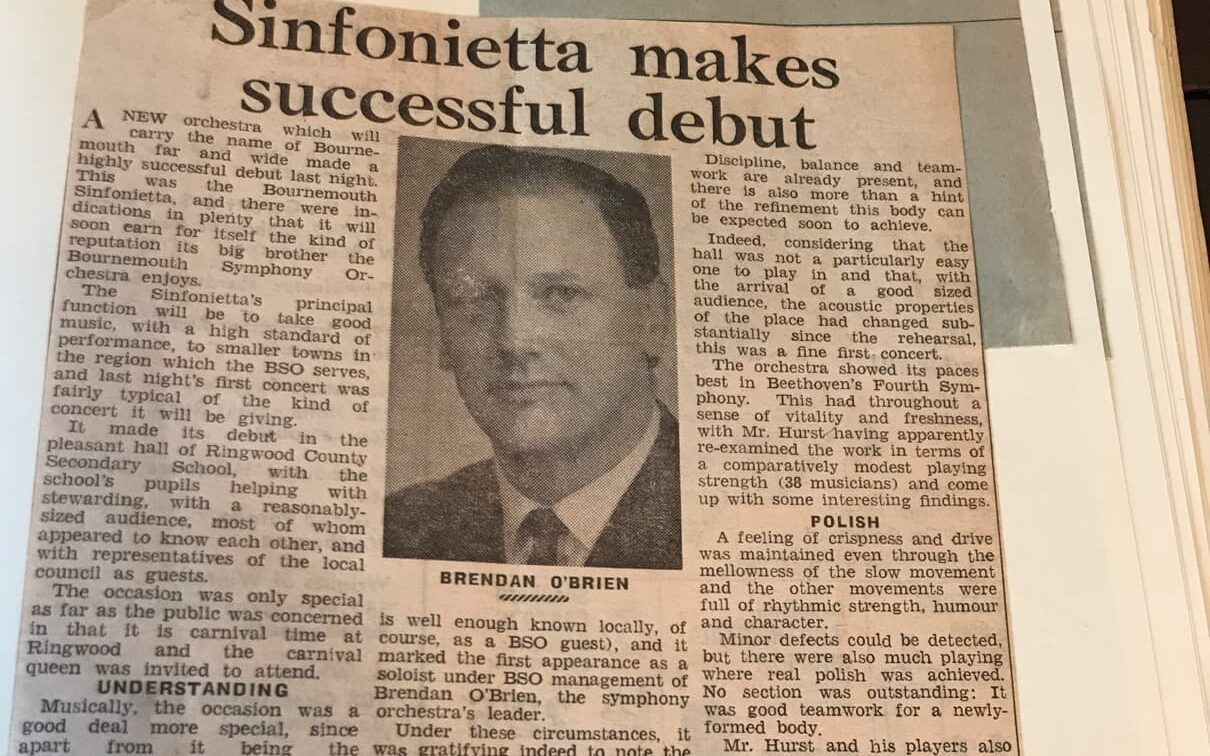 Sinfonietta makes
successful debut
A NEW orchestra which will
carry the name of Bourne-
mouth far and wide made a
highly successful debut last night.
This was the Bournemouth
Sinfonietta, and there were in-
dications in plenty that it will
soon earn for itself the kind of
reputation its big brother the
Bournemouth Symphony Or-
chestra enjoys.
The Sinfonietta's principal
function will be to take good
music, with a high standard of
performance, to smaller towns in
the region which the BSO serves,
and last night's first concert was
fairly typical of the kind of
concert it will be giving.
It made its debut in the
pleasant hall of Ringwood County
Secondary School, with the
school's pupils helping with
stewarding, with a reasonably-
sized audience, most of whom
appeared to know each other, and
with representatives of the local
council as guests.
The occasion was only special
as far as the public was concerned
in that it is carnival time at
Ringwood and the carnival
queen was invited to attend.
UNDERSTANDING
Musically, the occasion was a
good deal more special, since
apart from it being the
BRENDAN O'BRIEN
is well enough known locally, of
course, as a BSO guest), and it
marked the first appearance as a
soloist under BSO management of
Brendan O'Brien, the symphony
orchestra's leader.
Under these circumstances, it
was gratifying indeed to note the
Discipline, balance and team-
work are already present, and
there is also more than a hint
of the refinement this body can
be expected soon to achieve.
Indeed, considering that the
hall was not a particularly easy
one to play in and that, with
the arrival of a good sized
audience, the acoustic properties
of the place had changed sub-
stantially since the rehearsal,
this was a fine first concert.
The orchestra showed its paces
best in Beethoven's Fourth Sym-
phony. This had throughout a
sense of vitality and freshness,
with Mr. Hurst having apparently
re-examined the work in terms of
a comparatively modest playing
strength (38 musicians) and come
up with some interesting findings.
POLISH
A feeling of crispness and drive
was maintained even through the
mellowness of the slow movement
and the other movements were
full of rhythmic strength, humour
and character.
Minor defects could be detected,
but there were also much playing
where real polish was achieved.
No section was outstanding: It
was good teamwork for a newly-
formed body.
Mr. Hurst and his players also